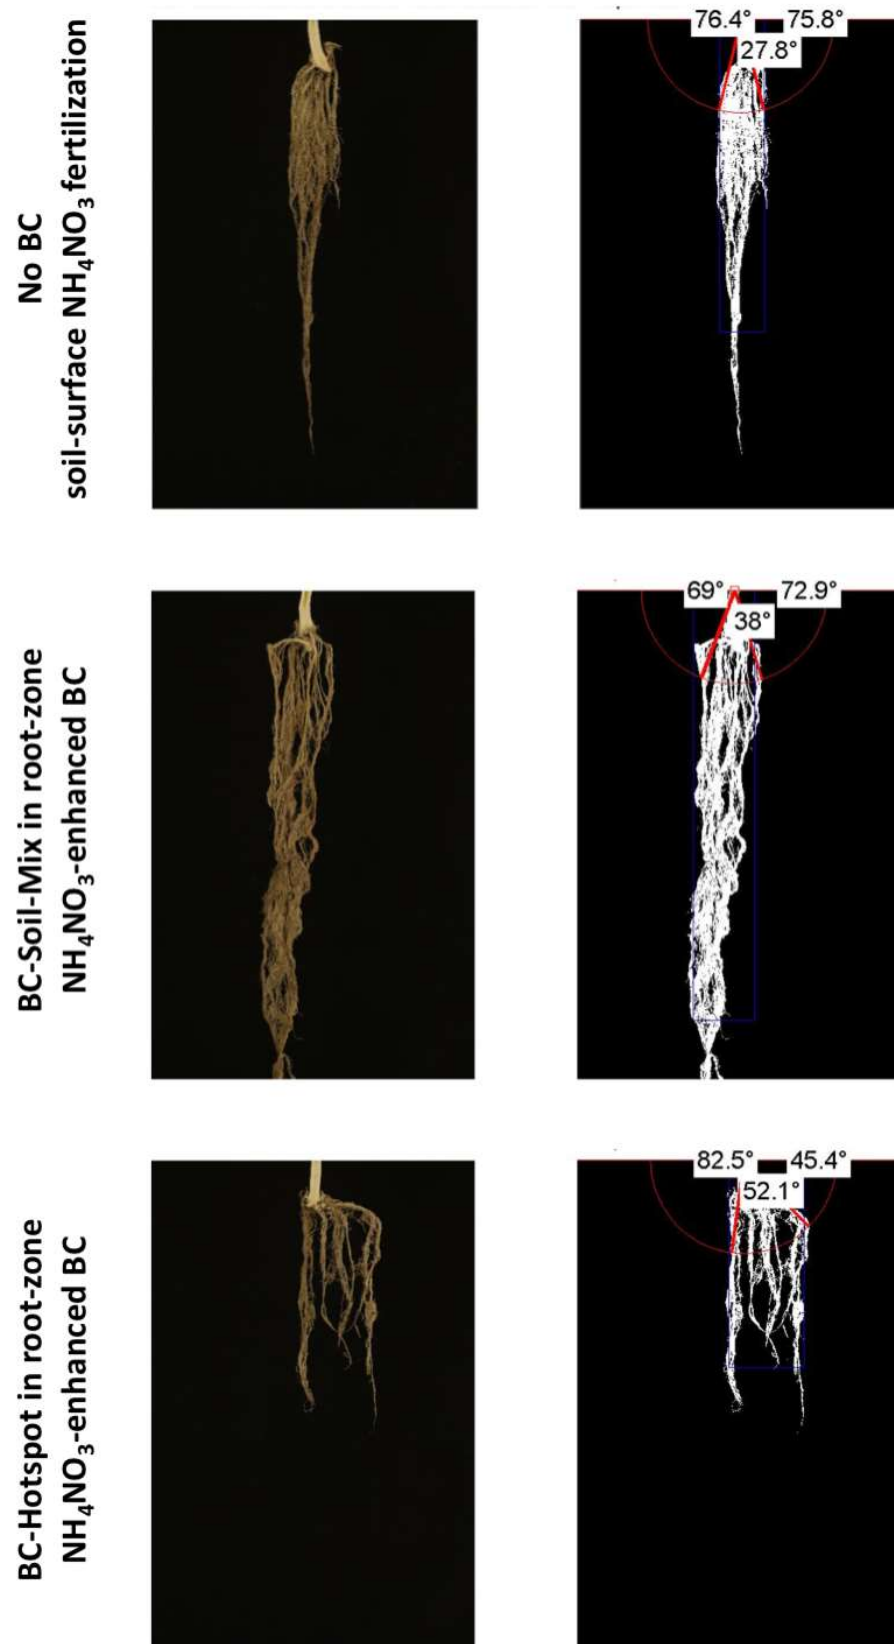 No BC
soil-surface NH₄NO₃ fertilization
76.4° 75.8°
27.8°
BC-Soil-Mix in root-zone
NH₄NO₃-enhanced BC
69° 72.9°
38°
BC-Hotspot in root-zone
NH₄NO₃-enhanced BC
82.5° 45.4°
52.1°